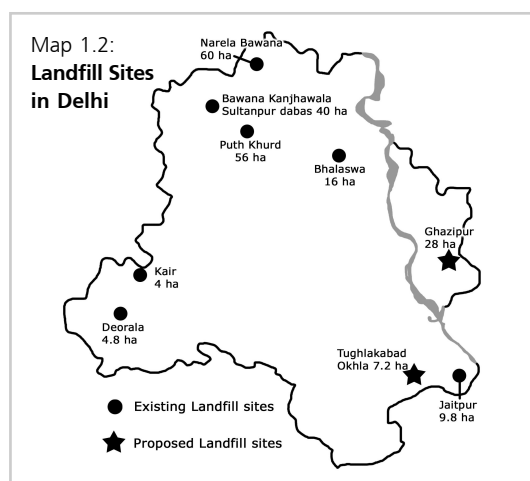 Map 1.2:
Landfill Sites
in Delhi
Narela Bawana
60 ha
Bawana Kanjhawala
Sultanpur dabas 40 ha
Puth Khurd
56 ha
Bhalaswa
16 ha
Ghazipur
28 ha
Kair
4 ha
Deorala
4.8 ha
Tughlakabad
Okhla 7.2 ha
Jaitpur
9.8 ha
Existing Landfill sites
Proposed Landfill sites